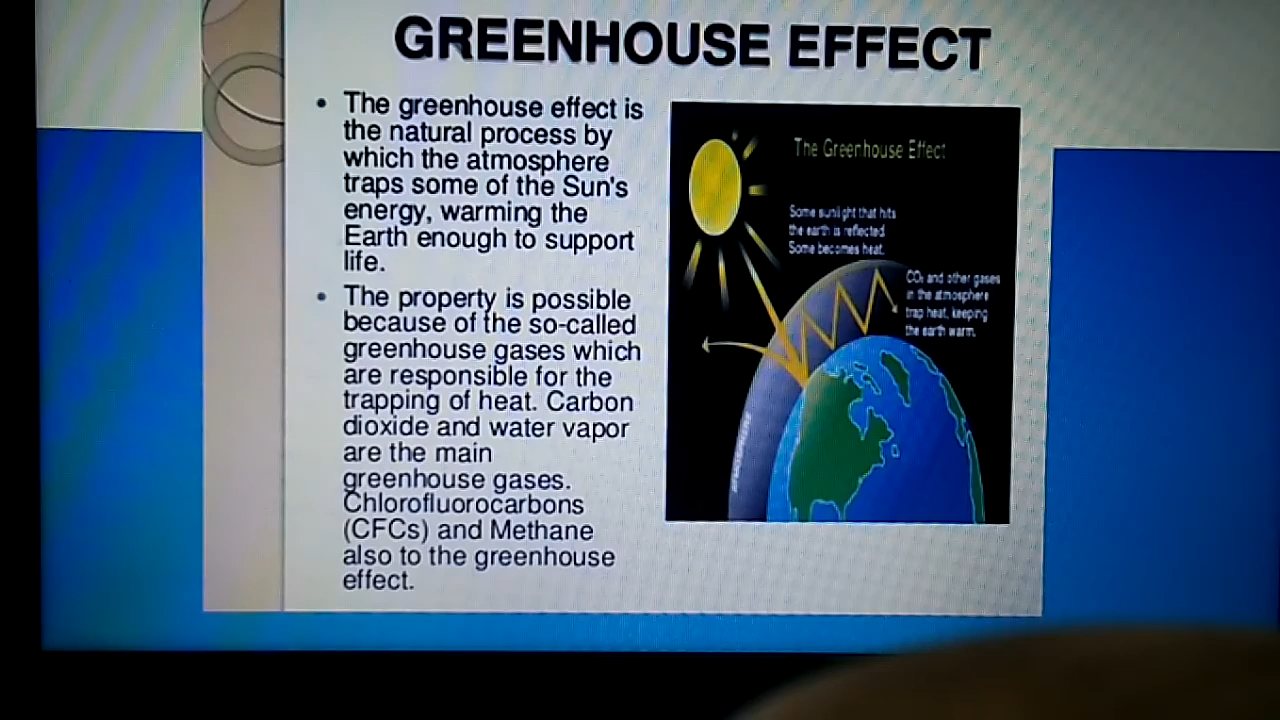 GREENHOUSE EFFECT
• The greenhouse effect is
the natural process by
which the atmosphere
traps some of the Sun's
energy, warming the
Earth enough to support
life.
• The property is possible
because of the so-called
greenhouse gases which
are responsible for the
trapping of heat. Carbon
dioxide and water vapor
are the main
greenhouse gases.
Chlorofluorocarbons
(CFCs) and Methane
also to the greenhouse
effect.
The Greenhouse Effect
Some sunlight that hits
the earth is reflected.
Some becomes heat.
CO₂ and other gases
in the atmosphere
trap heat, keeping
the earth warm.